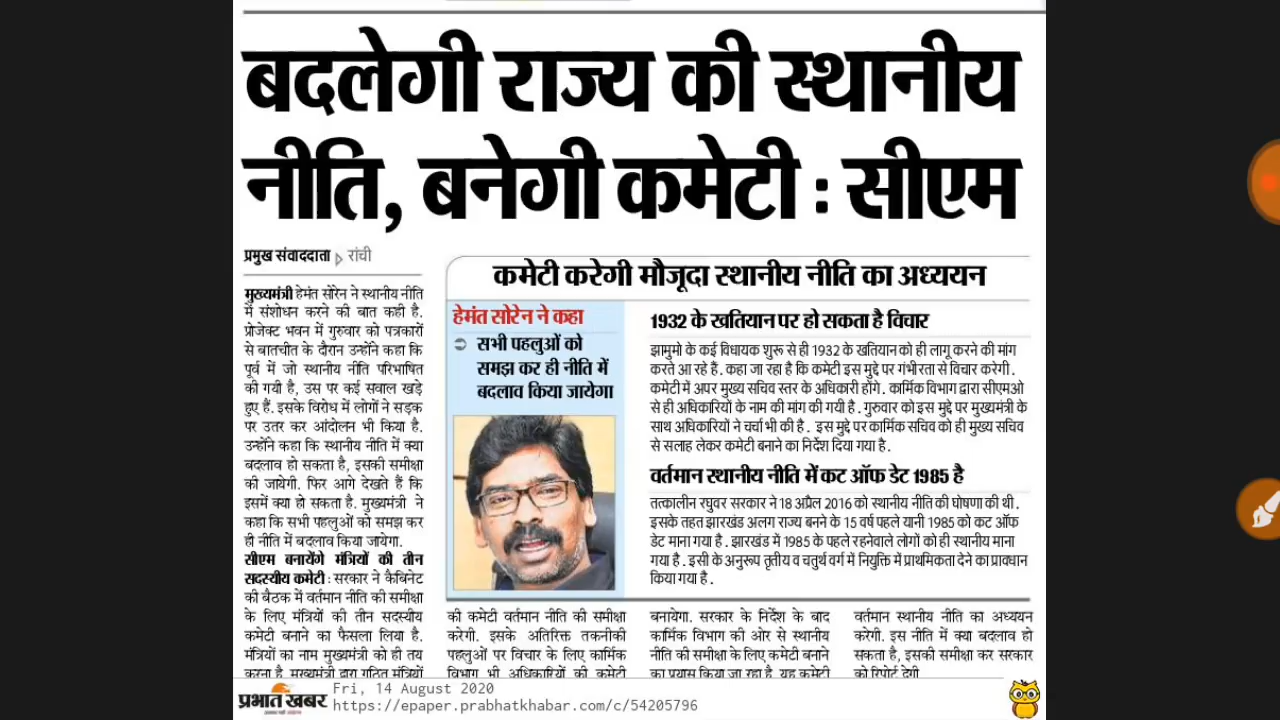 बदलेगी राज्य की स्थानीय
नीति, बनेगी कमेटी : सीएम
प्रमुख संवाददाता ▷ रांची
मुख्यमंत्री हेमंत सोरेन ने स्थानीय नीति
में संशोधन करने की बात कही है.
प्रोजेक्ट भवन में गुरुवार को पत्रकारों
से बातचीत के दौरान उन्होंने कहा कि
पूर्व में जो स्थानीय नीति परिभाषित
की गयी है, उस पर कई सवाल खड़े
हुए हैं. इसके विरोध में लोगों ने सड़क
पर उतर कर आंदोलन भी किया है.
उन्होंने कहा कि स्थानीय नीति में क्या
बदलाव हो सकता है, इसकी समीक्षा
की जायेगी. फिर आगे देखते हैं कि
इसमें क्या हो सकता है. मुख्यमंत्री ने
कहा कि सभी पहलुओं को समझ कर
ही नीति में बदलाव किया जायेगा.
सीएम बनायेंगे मंत्रियों की तीन
सदस्यीय कमेटी : सरकार ने कैबिनेट
की बैठक में वर्तमान नीति की समीक्षा
के लिए मंत्रियों की तीन सदस्यीय
कमेटी बनाने का फैसला लिया है.
मंत्रियों का नाम मुख्यमंत्री को ही तय
करना है. मुख्यमंत्री द्वारा गठित मंत्रियों
कमेटी करेगी मौजूदा स्थानीय नीति का अध्ययन
हेमंत सोरेन ने कहा
सभी पहलुओं को
समझ कर ही नीति में
बदलाव किया जायेगा
1932 के खतियान पर हो सकता है विचार
झामुमो के कई विधायक शुरू से ही 1932 के खतियान को ही लागू करने की मांग
करते आ रहे हैं. कहा जा रहा है कि कमेटी इस मुद्दे पर गंभीरता से विचार करेगी.
कमेटी में अपर मुख्य सचिव स्तर के अधिकारी होंगे. कार्मिक विभाग द्वारा सीएमओ
से ही अधिकारियों के नाम की मांग की गयी है. गुरुवार को इस मुद्दे पर मुख्यमंत्री के
साथ अधिकारियों ने चर्चा भी की है. इस मुद्दे पर कार्मिक सचिव को ही मुख्य सचिव
से सलाह लेकर कमेटी बनाने का निर्देश दिया गया है.
वर्तमान स्थानीय नीति में कट ऑफ डेट 1985 है
तत्कालीन रघुवर सरकार ने 18 अप्रैल 2016 को स्थानीय नीति की घोषणा की थी.
इसके तहत झारखंड अलग राज्य बनने के 15 वर्ष पहले यानी 1985 को कट ऑफ
डेट माना गया है. झारखंड में 1985 के पहले रहनेवाले लोगों को ही स्थानीय माना
गया है. इसी के अनुरूप तृतीय व चतुर्थ वर्ग में नियुक्ति में प्राथमिकता देने का प्रावधान
किया गया है.
की कमेटी वर्तमान नीति की समीक्षा
करेगी. इसके अतिरिक्त तकनीकी
पहलुओं पर विचार के लिए कार्मिक
विभाग भी अधिकारियों की कमेटी
बनायेगा. सरकार के निर्देश के बाद
कार्मिक विभाग की ओर से स्थानीय
नीति की समीक्षा के लिए कमेटी बनाने
का प्रयास किया जा रहा है. यह कमेटी
वर्तमान स्थानीय नीति का अध्ययन
करेगी. इस नीति में क्या बदलाव हो
सकता है, इसकी समीक्षा कर सरकार
को रिपोर्ट देगी
प्रभात खबर
Fri, 14 August 2020
https://epaper.prabhatkhabar.com/c/54205796